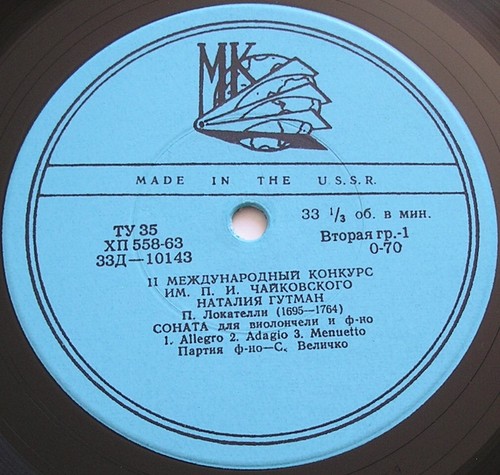 МК
MADE IN THE U.S.S.R.
ТУ 35
ХП 558-63
33Д—10143
33 ⅓ об. в мин.
Вторая гр.-1
0-70
II МЕЖДУНАРОДНЫЙ КОНКУРС
ИМ. П. И. ЧАЙКОВСКОГО
НАТАЛИЯ ГУТМАН
П. Локателли (1695—1764)
СОНАТА для виолончели и ф-но
1. Allegro 2. Adagio 3. Menuetto
Партия ф-но—С. Величко